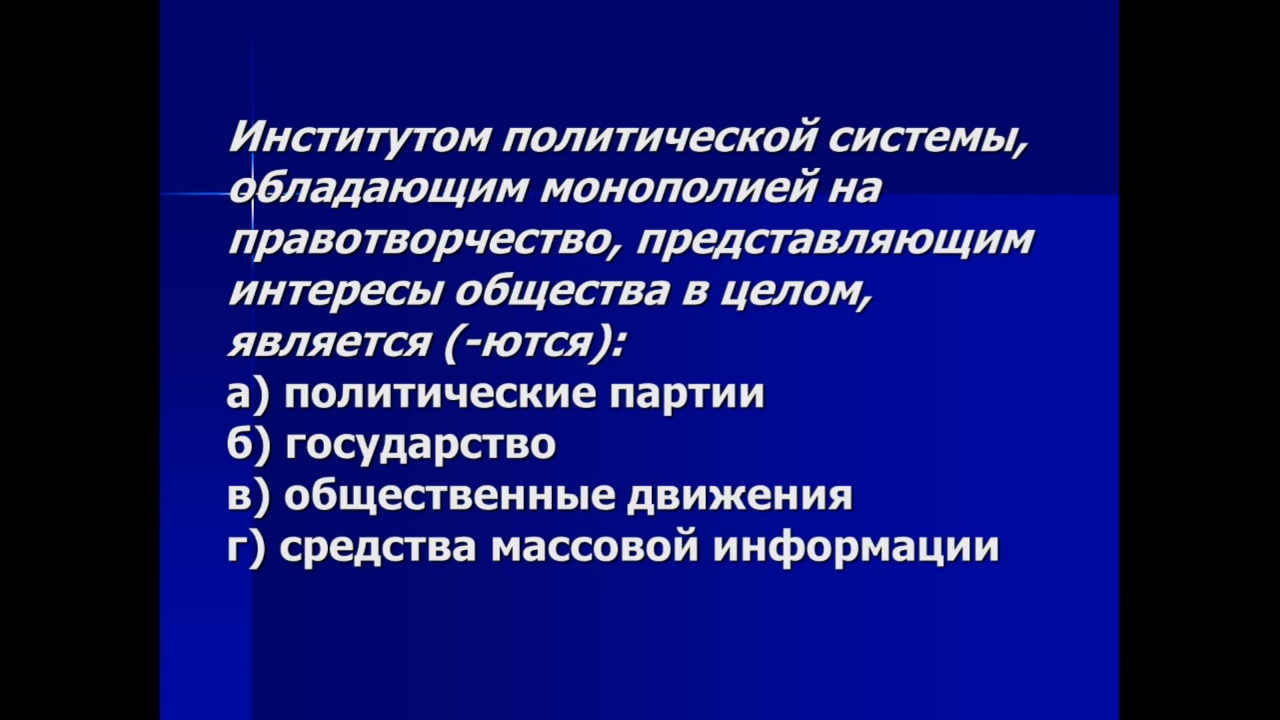 Институтом политической системы,
обладающим монополией на
правотворчество, представляющим
интересы общества в целом,
является (-ются):
а) политические партии
б) государство
в) общественные движения
г) средства массовой информации